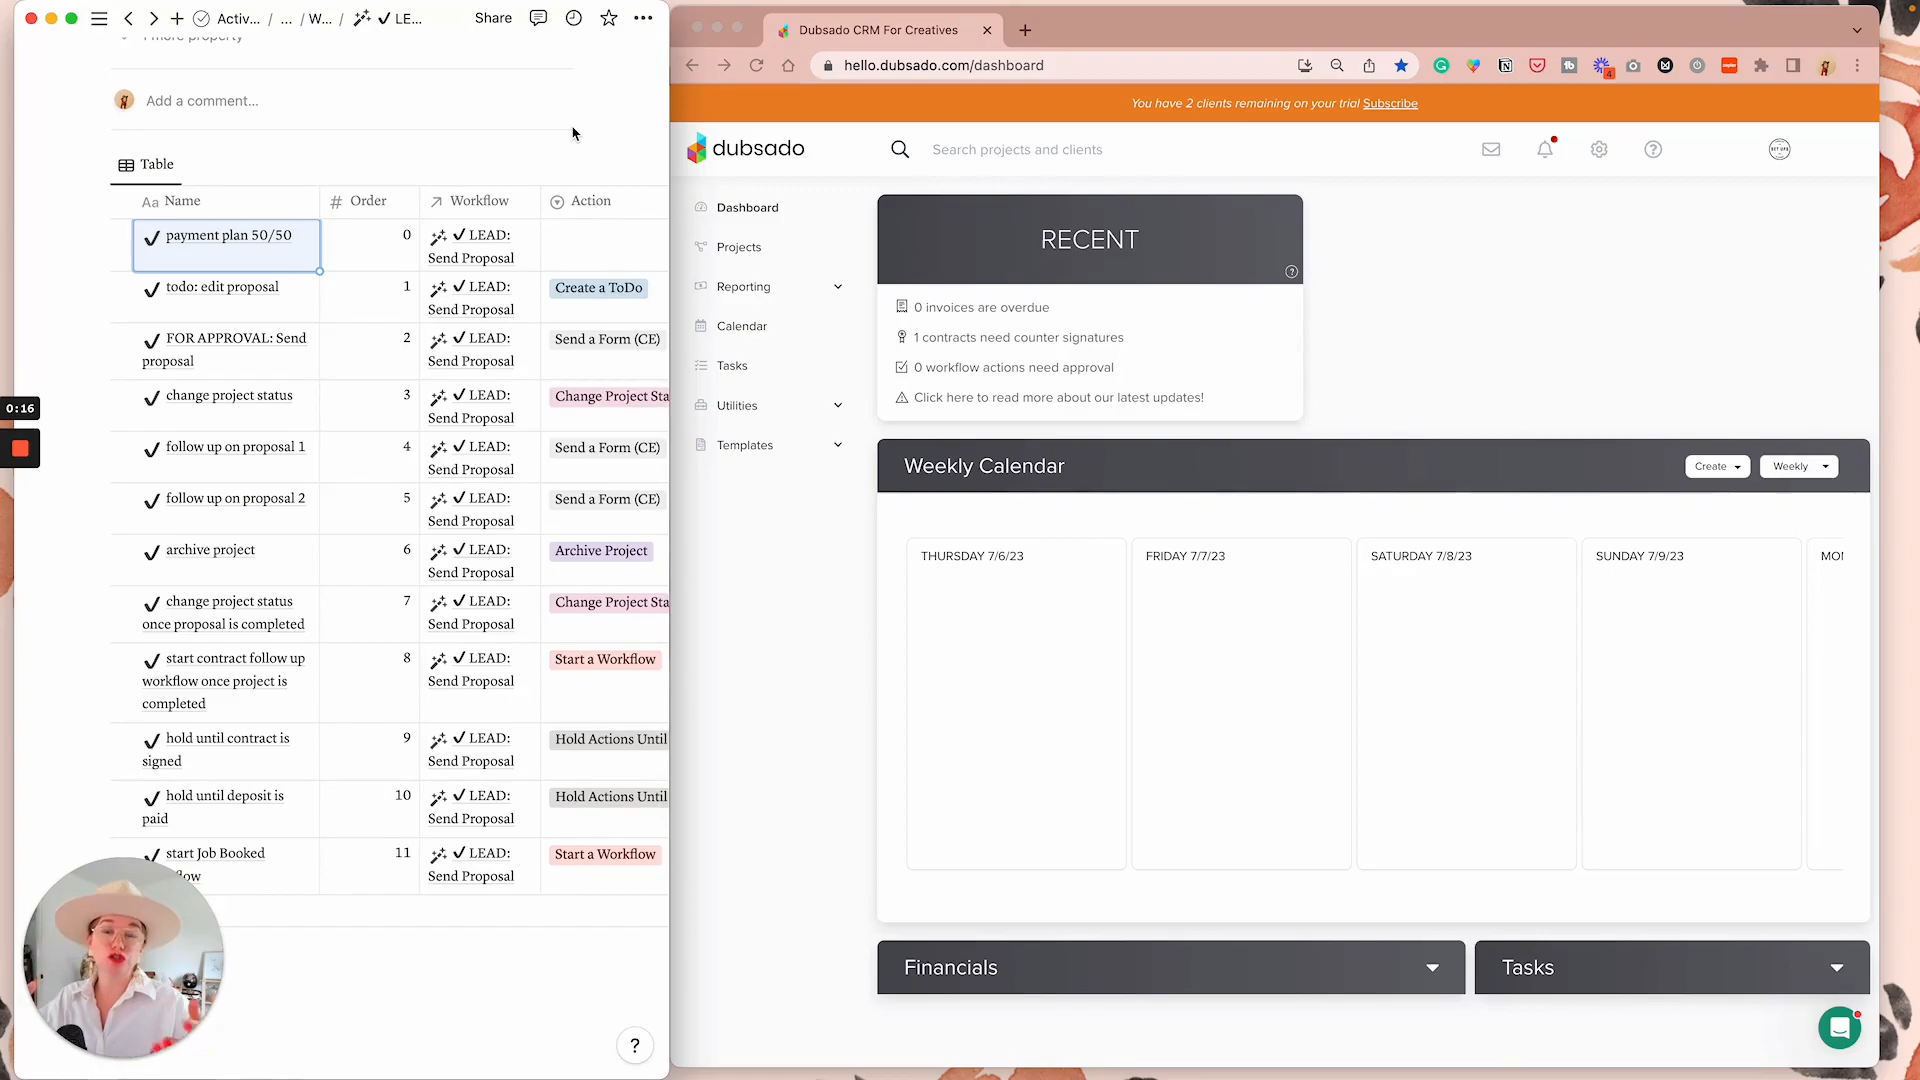 Activ... / ... / W... / ✔ LE... Share
1 more property
Add a comment...
Table
Aa Name # Order Workflow Action
payment plan 50/50 0 ✔ LEAD: Send Proposal
todo: edit proposal 1 ✔ LEAD: Send Proposal Create a ToDo
FOR APPROVAL: Send proposal 2 ✔ LEAD: Send Proposal Send a Form (CE)
change project status 3 ✔ LEAD: Send Proposal Change Project Sta
follow up on proposal 1 4 ✔ LEAD: Send Proposal Send a Form (CE)
follow up on proposal 2 5 ✔ LEAD: Send Proposal Send a Form (CE)
archive project 6 ✔ LEAD: Send Proposal Archive Project
change project status once proposal is completed 7 ✔ LEAD: Send Proposal Change Project Sta
start contract follow up workflow once project is completed 8 ✔ LEAD: Send Proposal Start a Workflow
hold until contract is signed 9 ✔ LEAD: Send Proposal Hold Actions Until
hold until deposit is paid 10 ✔ LEAD: Send Proposal Hold Actions Until
start Job Booked flow 11 ✔ LEAD: Send Proposal Start a Workflow
0:16
?
Dubsado CRM For Creatives
hello.dubsado.com/dashboard
You have 2 clients remaining on your trial Subscribe
dubsado
Search projects and clients
Dashboard
Projects
Reporting
Calendar
Tasks
Utilities
Templates
RECENT
0 invoices are overdue
1 contracts need counter signatures
0 workflow actions need approval
Click here to read more about our latest updates!
Weekly Calendar
Create
Weekly
THURSDAY 7/6/23
FRIDAY 7/7/23
SATURDAY 7/8/23
SUNDAY 7/9/23
MON
Financials
Tasks